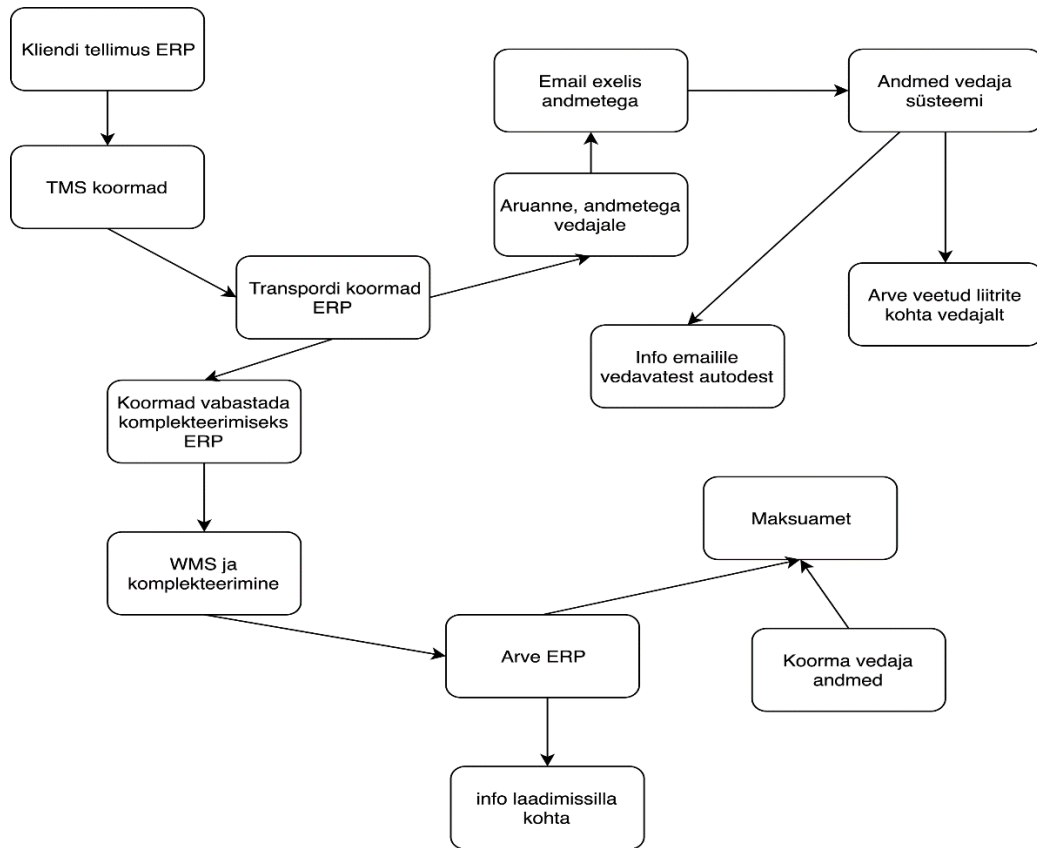 Kliendi tellimus ERP
TMS koormad
Transpordi koormad
ERP
Email exelis
andmetega
Aruanne, andmetega
vedajale
Andmed vedaja
süsteemi
Info emailile
vedavatest autodest
Arve veetud liitrite
kohta vedajalt
Koormad vabastada
komplekteerimiseks
ERP
WMS ja
komplekteerimine
Arve ERP
Maksuamet
Koorma vedaja
andmed
info laadimissilla
kohta